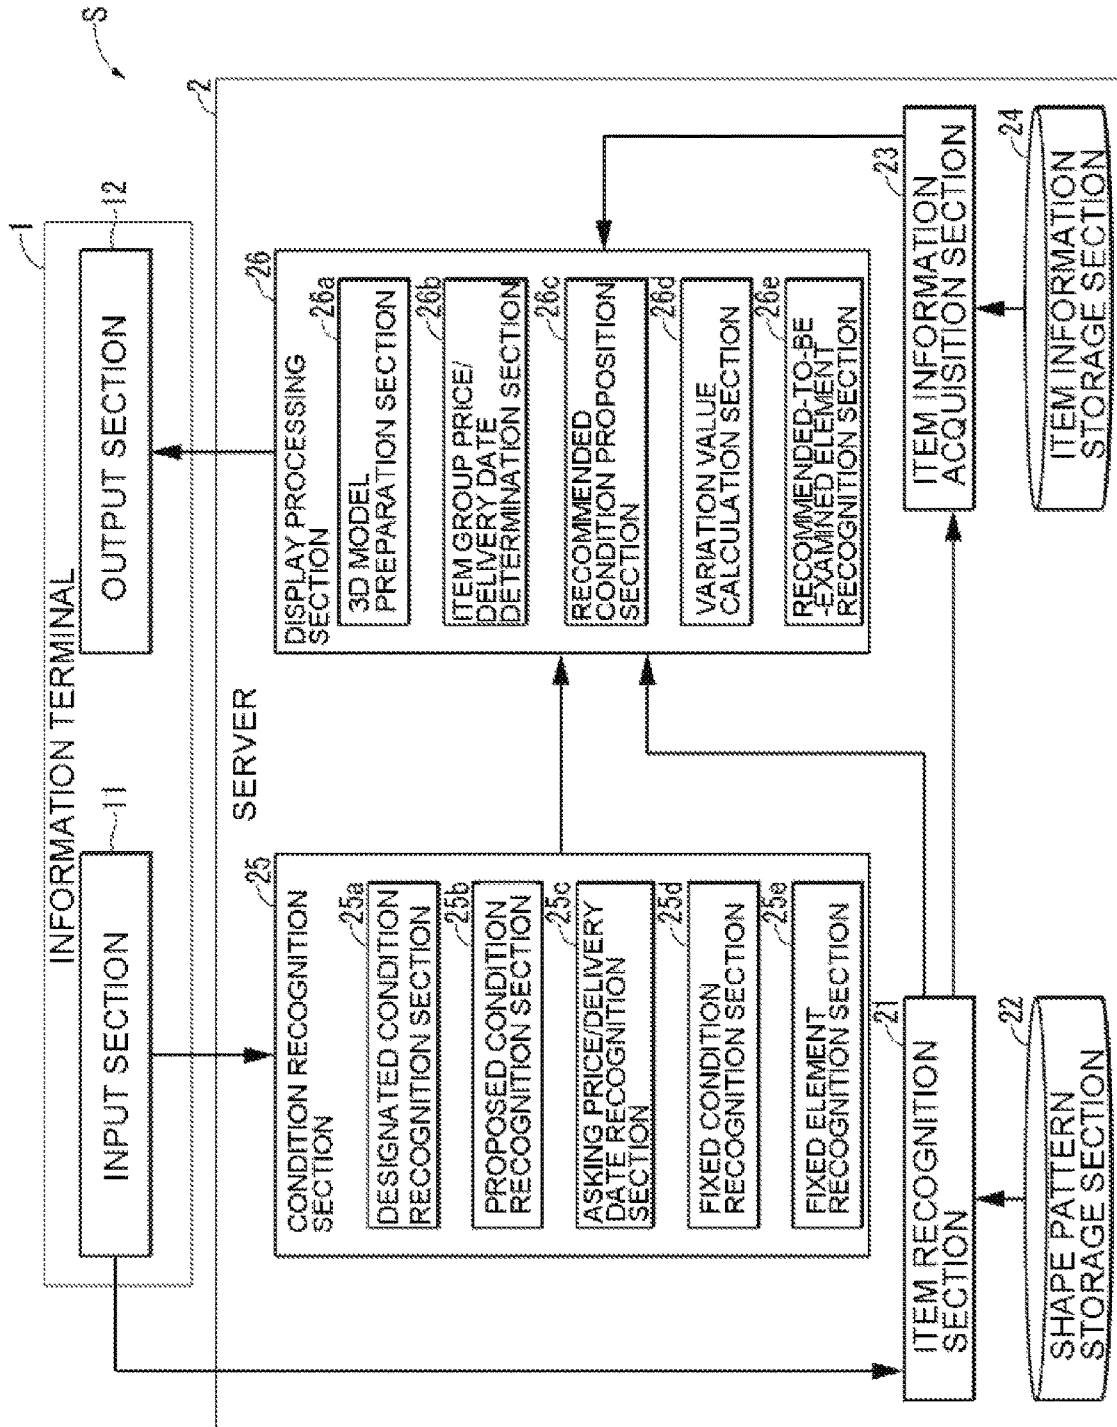 S
1
INFORMATION TERMINAL
11
INPUT SECTION
12
OUTPUT SECTION
2
SERVER
25
CONDITION RECOGNITION
SECTION
25a
DESIGNATED CONDITION
RECOGNITION SECTION
25b
PROPOSED CONDITION
RECOGNITION SECTION
25c
ASKING PRICE/DELIVERY
DATE RECOGNITION
SECTION
25d
FIXED CONDITION
RECOGNITION SECTION
25e
FIXED ELEMENT
RECOGNITION SECTION
26
DISPLAY PROCESSING
SECTION
26a
3D MODEL
PREPARATION SECTION
26b
ITEM GROUP PRICE/
DELIVERY DATE
DETERMINATION SECTION
26c
RECOMMENDED
CONDITION PROPOSITION
SECTION
26d
VARIATION VALUE
CALCULATION SECTION
26e
RECOMMENDED-TO-BE
-EXAMINED ELEMENT
RECOGNITION SECTION
21
ITEM RECOGNITION
SECTION
23
ITEM INFORMATION
ACQUISITION SECTION
22
SHAPE PATTERN
STORAGE SECTION
24
ITEM INFORMATION
STORAGE SECTION